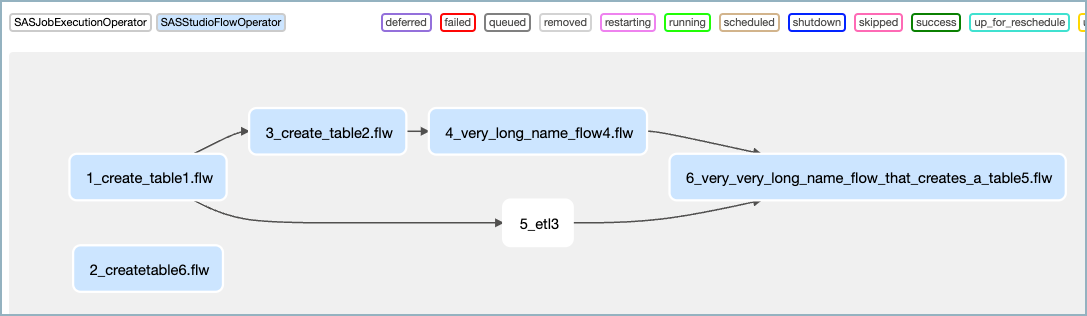 SASJobExecutionOperator SASStudioFlowOperator deferred failed queued removed restarting running scheduled shutdown skipped success up_for_reschedule
3_create_table2.flw 4_very_long_name_flow4.flw
1_create_table1.flw 6_very_very_long_name_flow_that_creates_a_table5.flw
5_etl3
2_createtable6.flw